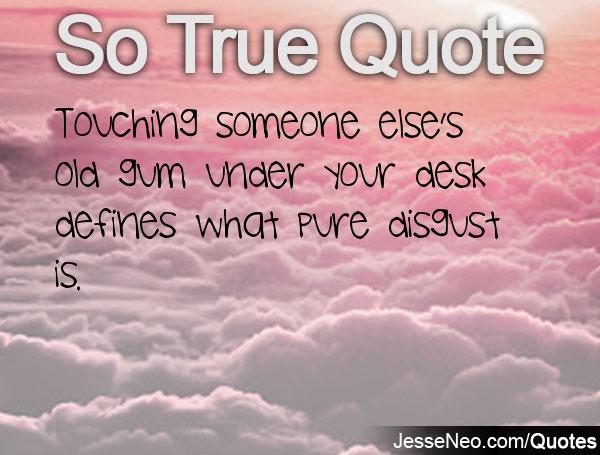 So True Quote
Touching someone else's
old gum under your desk
defines what pure disgust
is.
JesseNeo.com/Quotes